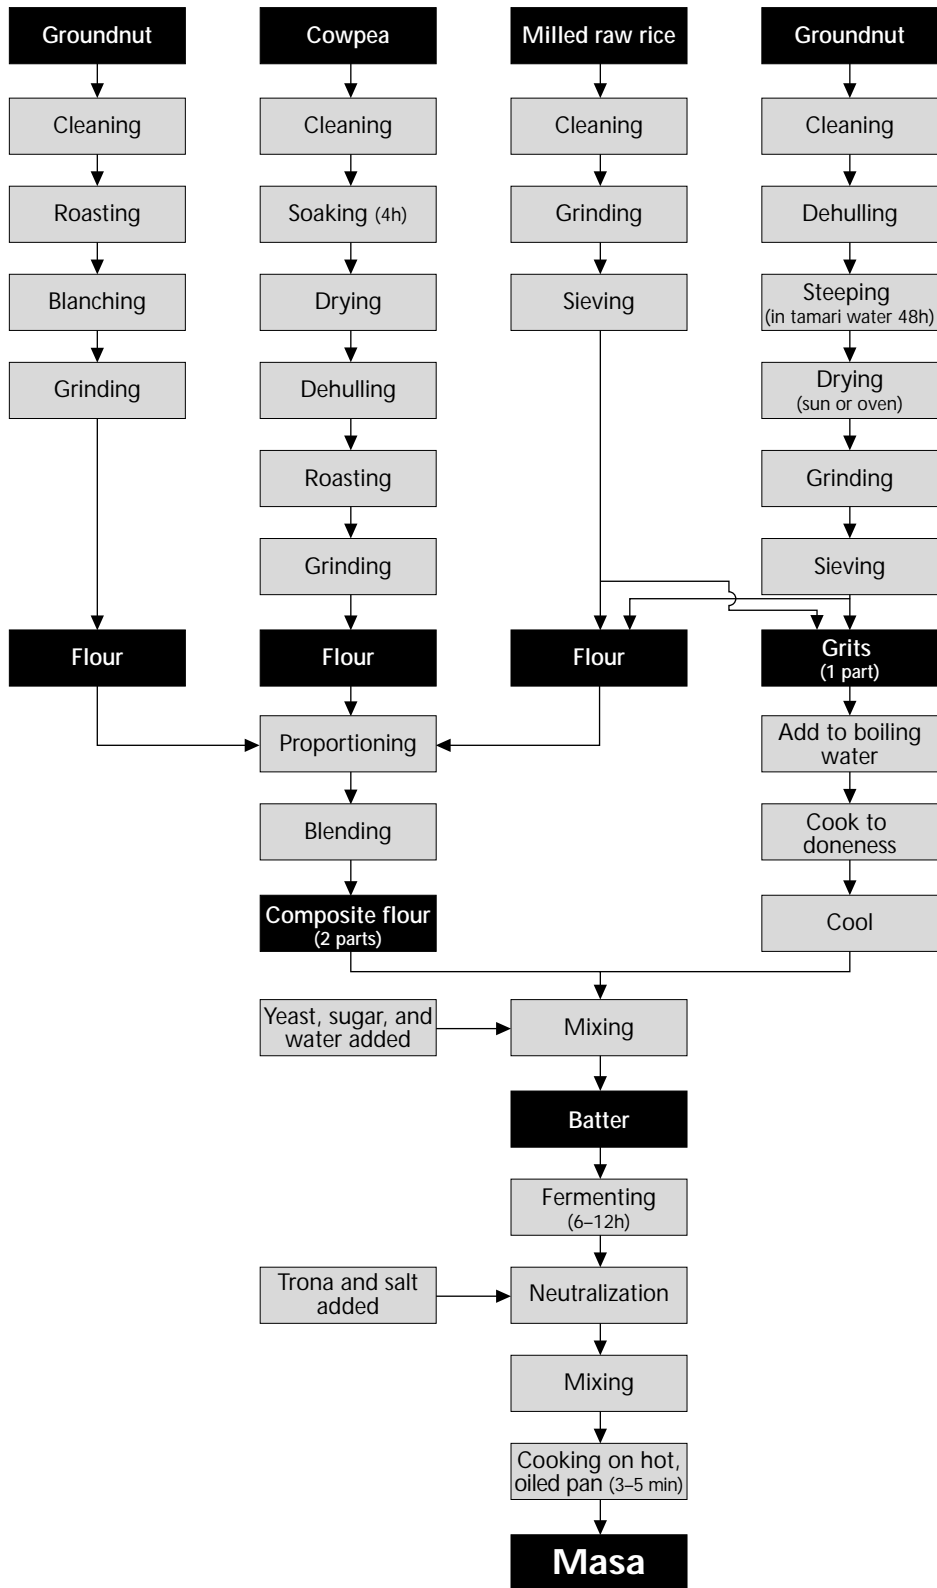 Groundnut
Cleaning
Roasting
Blanching
Grinding
Flour
Cowpea
Cleaning
Soaking (4h)
Drying
Dehulling
Roasting
Grinding
Flour
Milled raw rice
Cleaning
Grinding
Sieving
Flour
Groundnut
Cleaning
Dehulling
Steeping
(in tamari water 48h)
Drying
(sun or oven)
Grinding
Sieving
Grits
(1 part)
Add to boiling
water
Cook to
doneness
Cool
Proportioning
Blending
Composite flour
(2 parts)
Yeast, sugar, and
water added
Mixing
Batter
Fermenting
(6–12h)
Trona and salt
added
Neutralization
Mixing
Cooking on hot,
oiled pan (3–5 min)
Masa